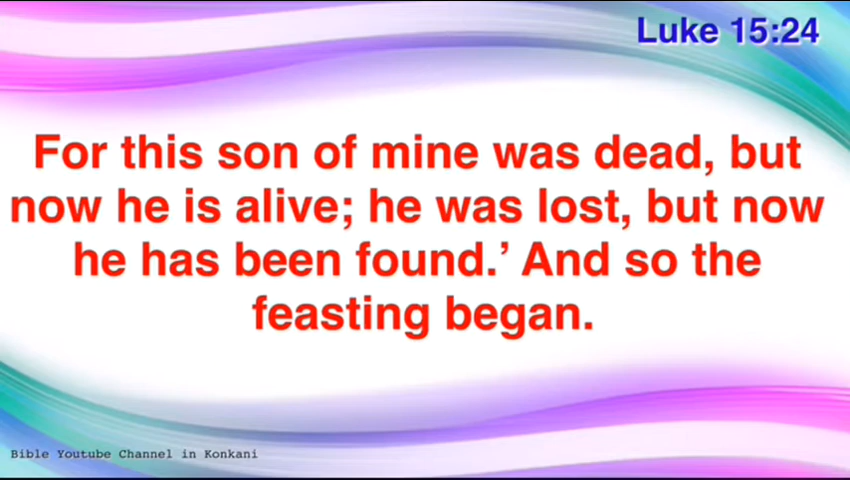 Luke 15:24
For this son of mine was dead, but
now he is alive; he was lost, but now
he has been found.’ And so the
feasting began.
Bible Youtube Channel in Konkani